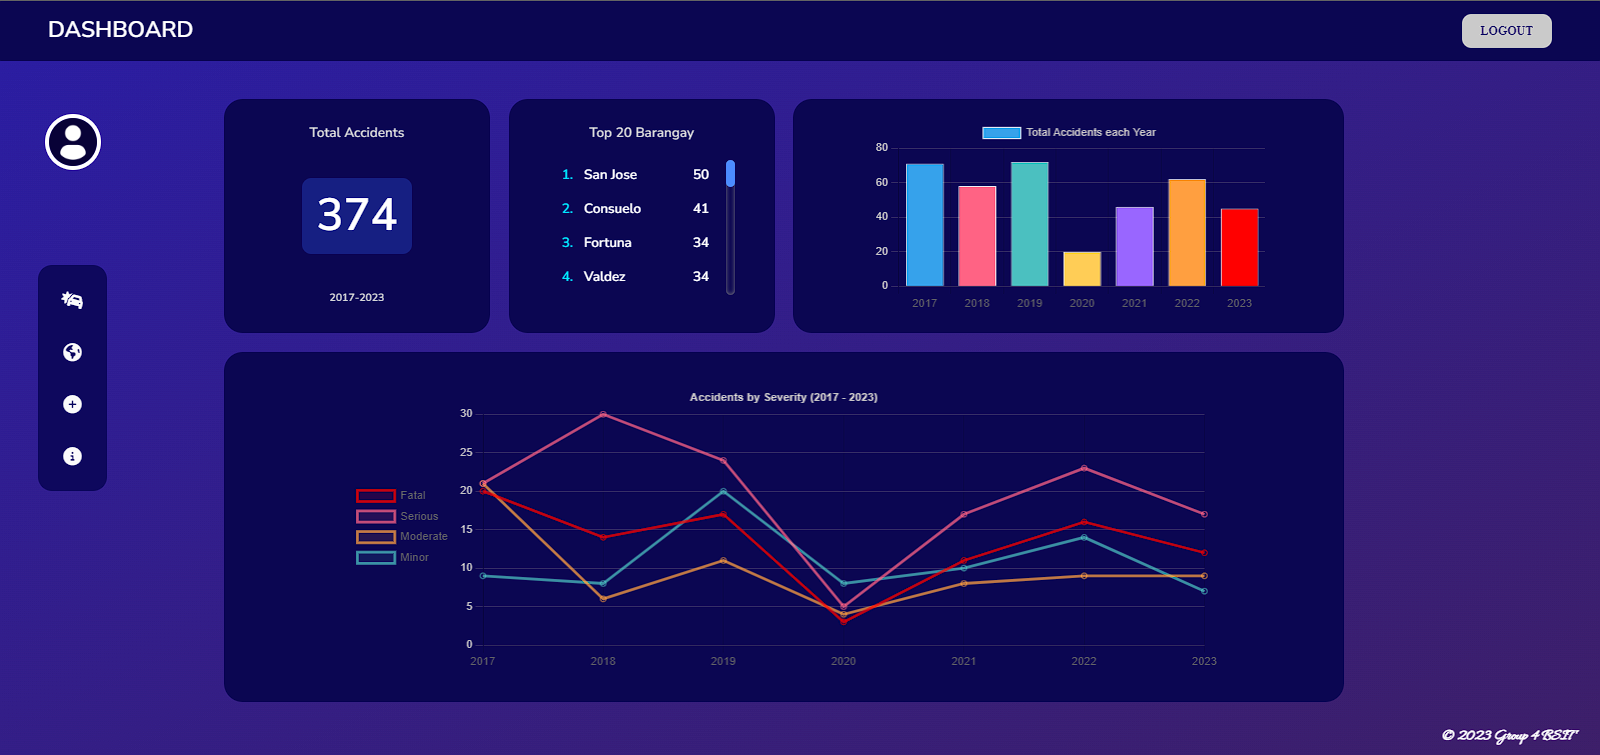 DASHBOARD
LOGOUT
Total Accidents
374
2017-2023
Top 20 Barangay
1. San Jose 50
2. Consuelo 41
3. Fortuna 34
4. Valdez 34
Total Accidents each Year
80
60
40
20
0
2017 2018 2019 2020 2021 2022 2023
Accidents by Severity (2017 - 2023)
Fatal
Serious
Moderate
Minor
30
25
20
15
10
5
0
2017 2018 2019 2020 2021 2022 2023
© 2023 Group 4 BSIT